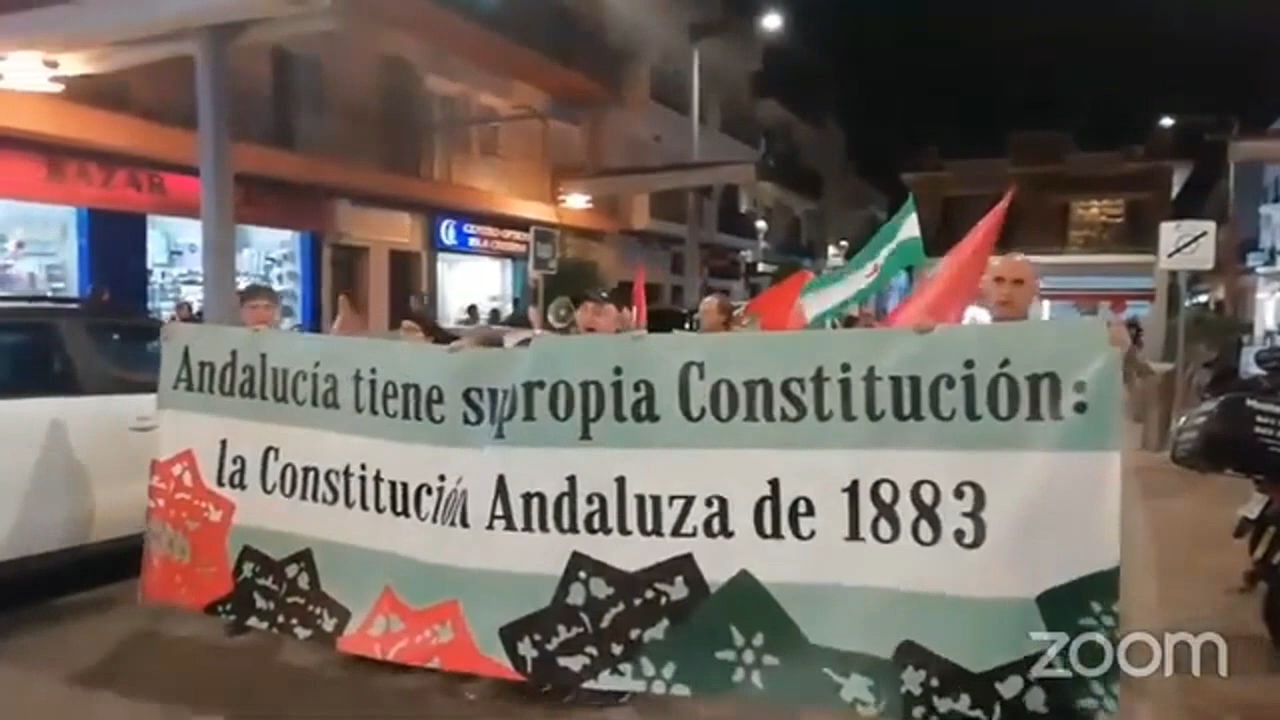 BAZAR
Andalucía tiene su propia Constitución:
la Constitución Andaluza de 1883
zoom